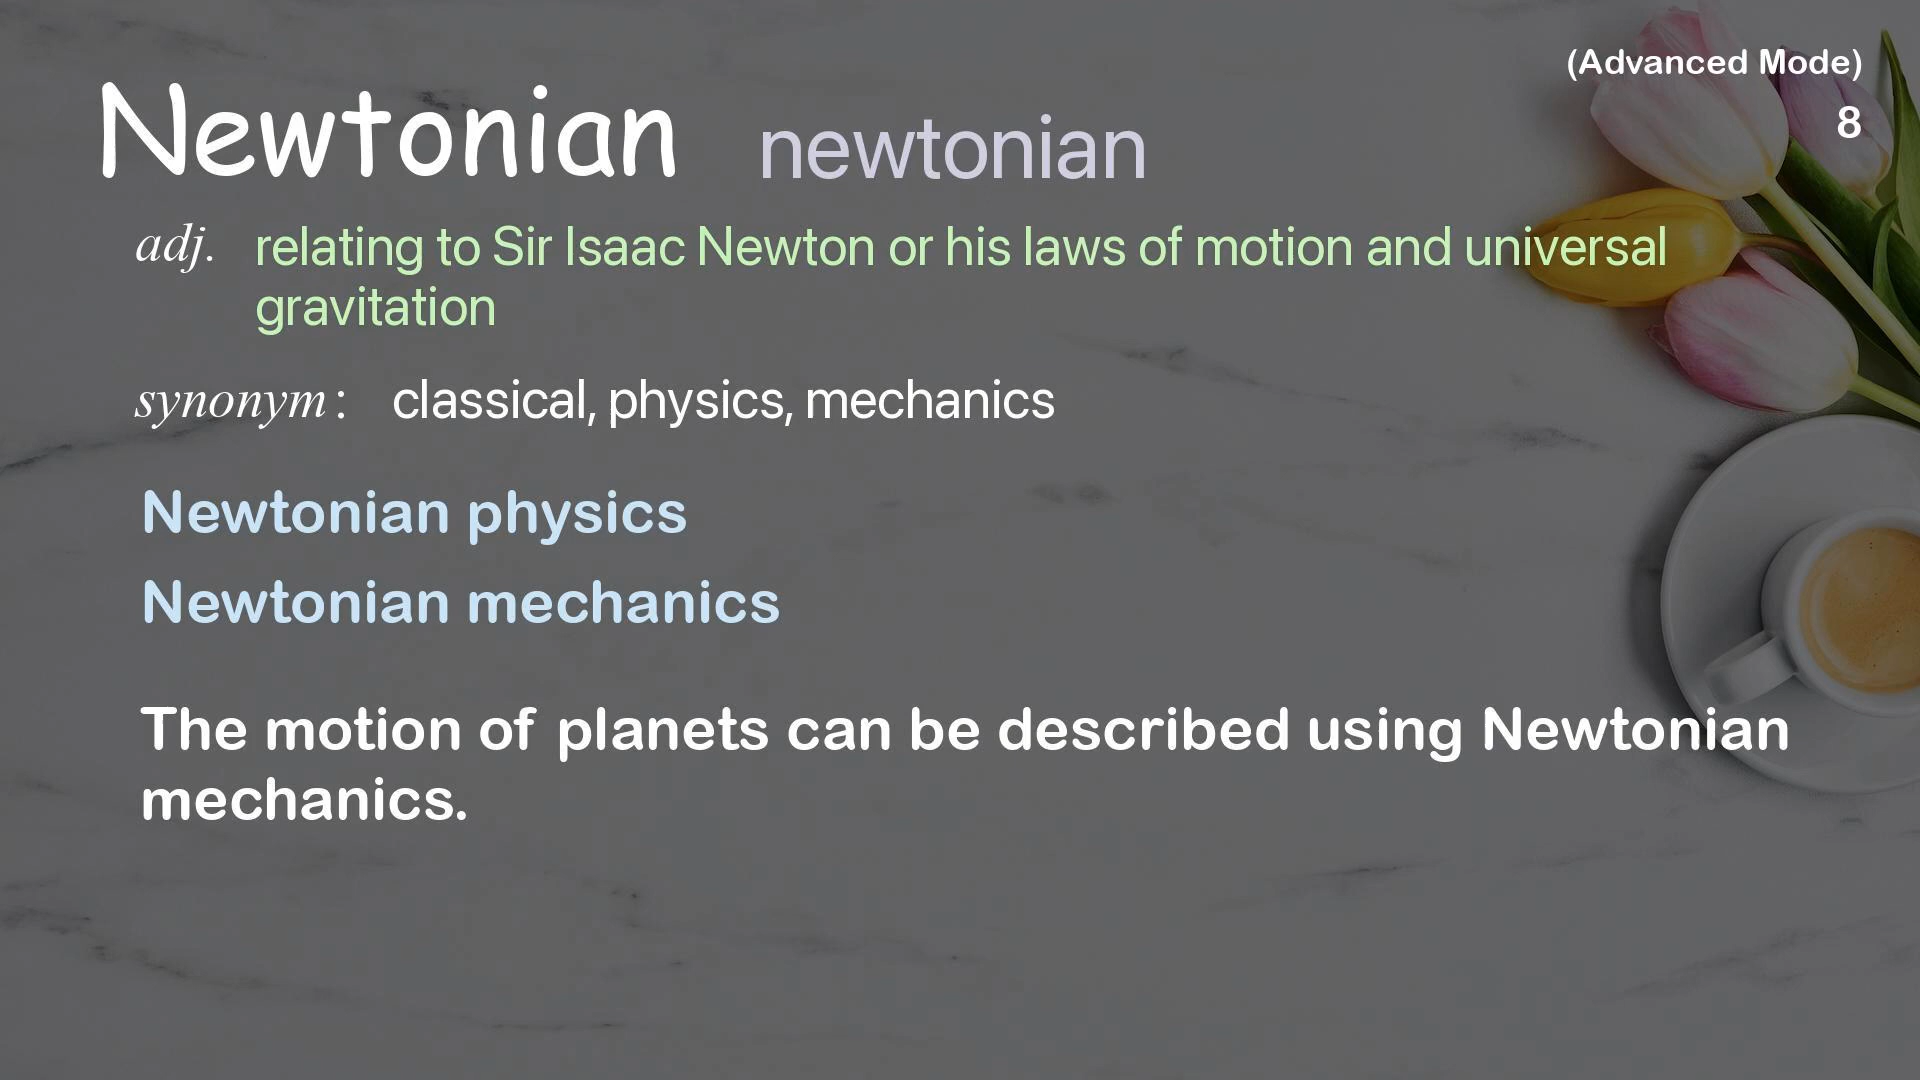 (Advanced Mode)
Newtonian newtonian
8
adj. relating to Sir Isaac Newton or his laws of motion and universal
gravitation
synonym : classical, physics, mechanics
Newtonian physics
Newtonian mechanics
The motion of planets can be described using Newtonian
mechanics.